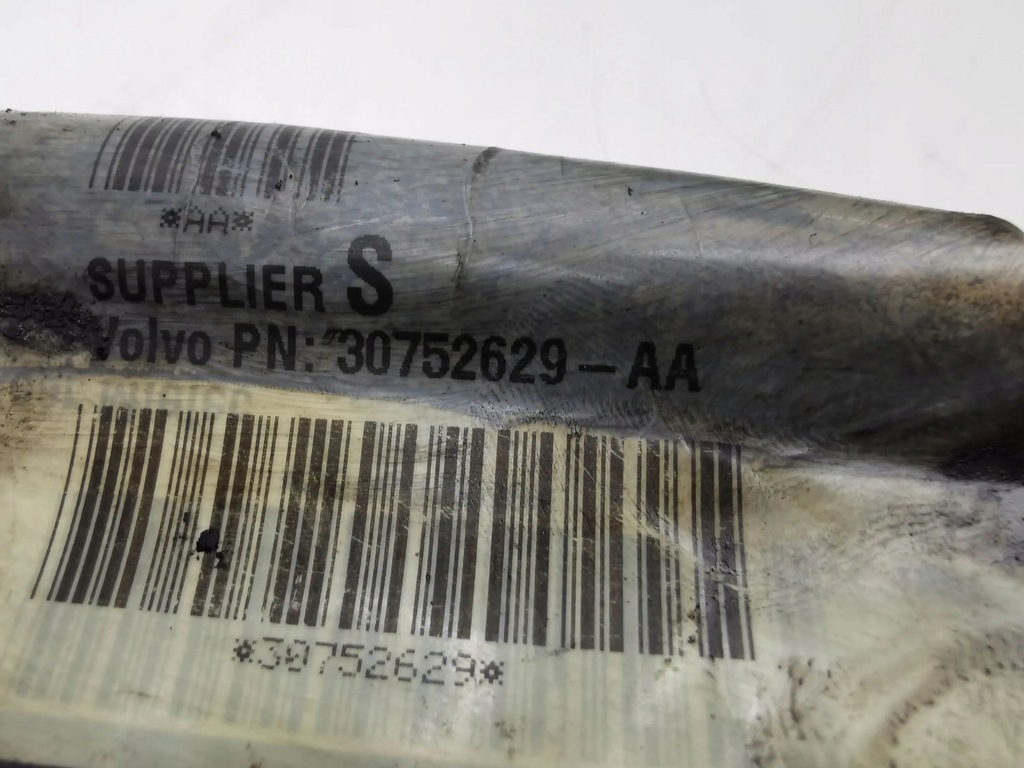 *AA*
SUPPLIER S
Volvo PN: 30752629-AA
*30752629*